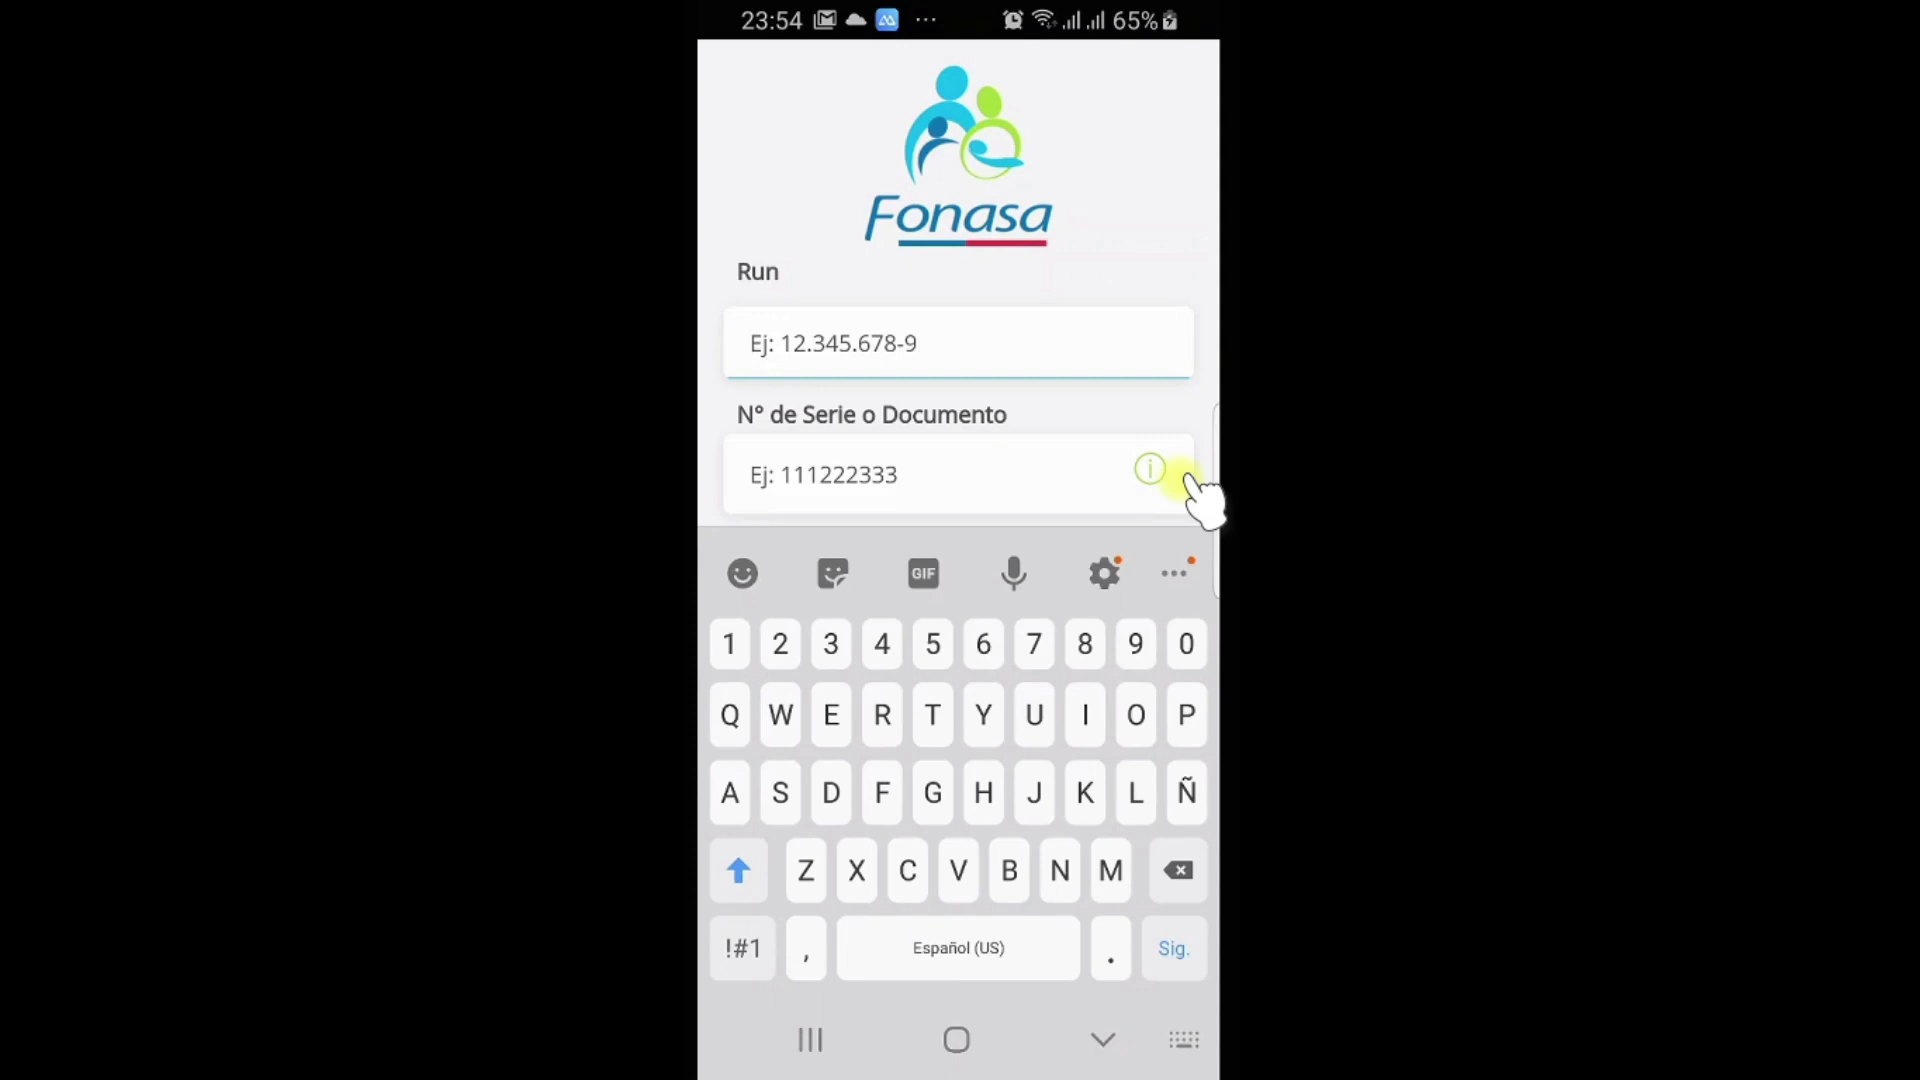 23:54 ... 65%
Fonasa
Run
Ej: 12.345.678-9
N° de Serie o Documento
Ej: 111222333
GIF
1 2 3 4 5 6 7 8 9 0
Q W E R T Y U I O P
A S D F G H J K L Ñ
Z X C V B N M
!#1 , Español (US) . Sig.